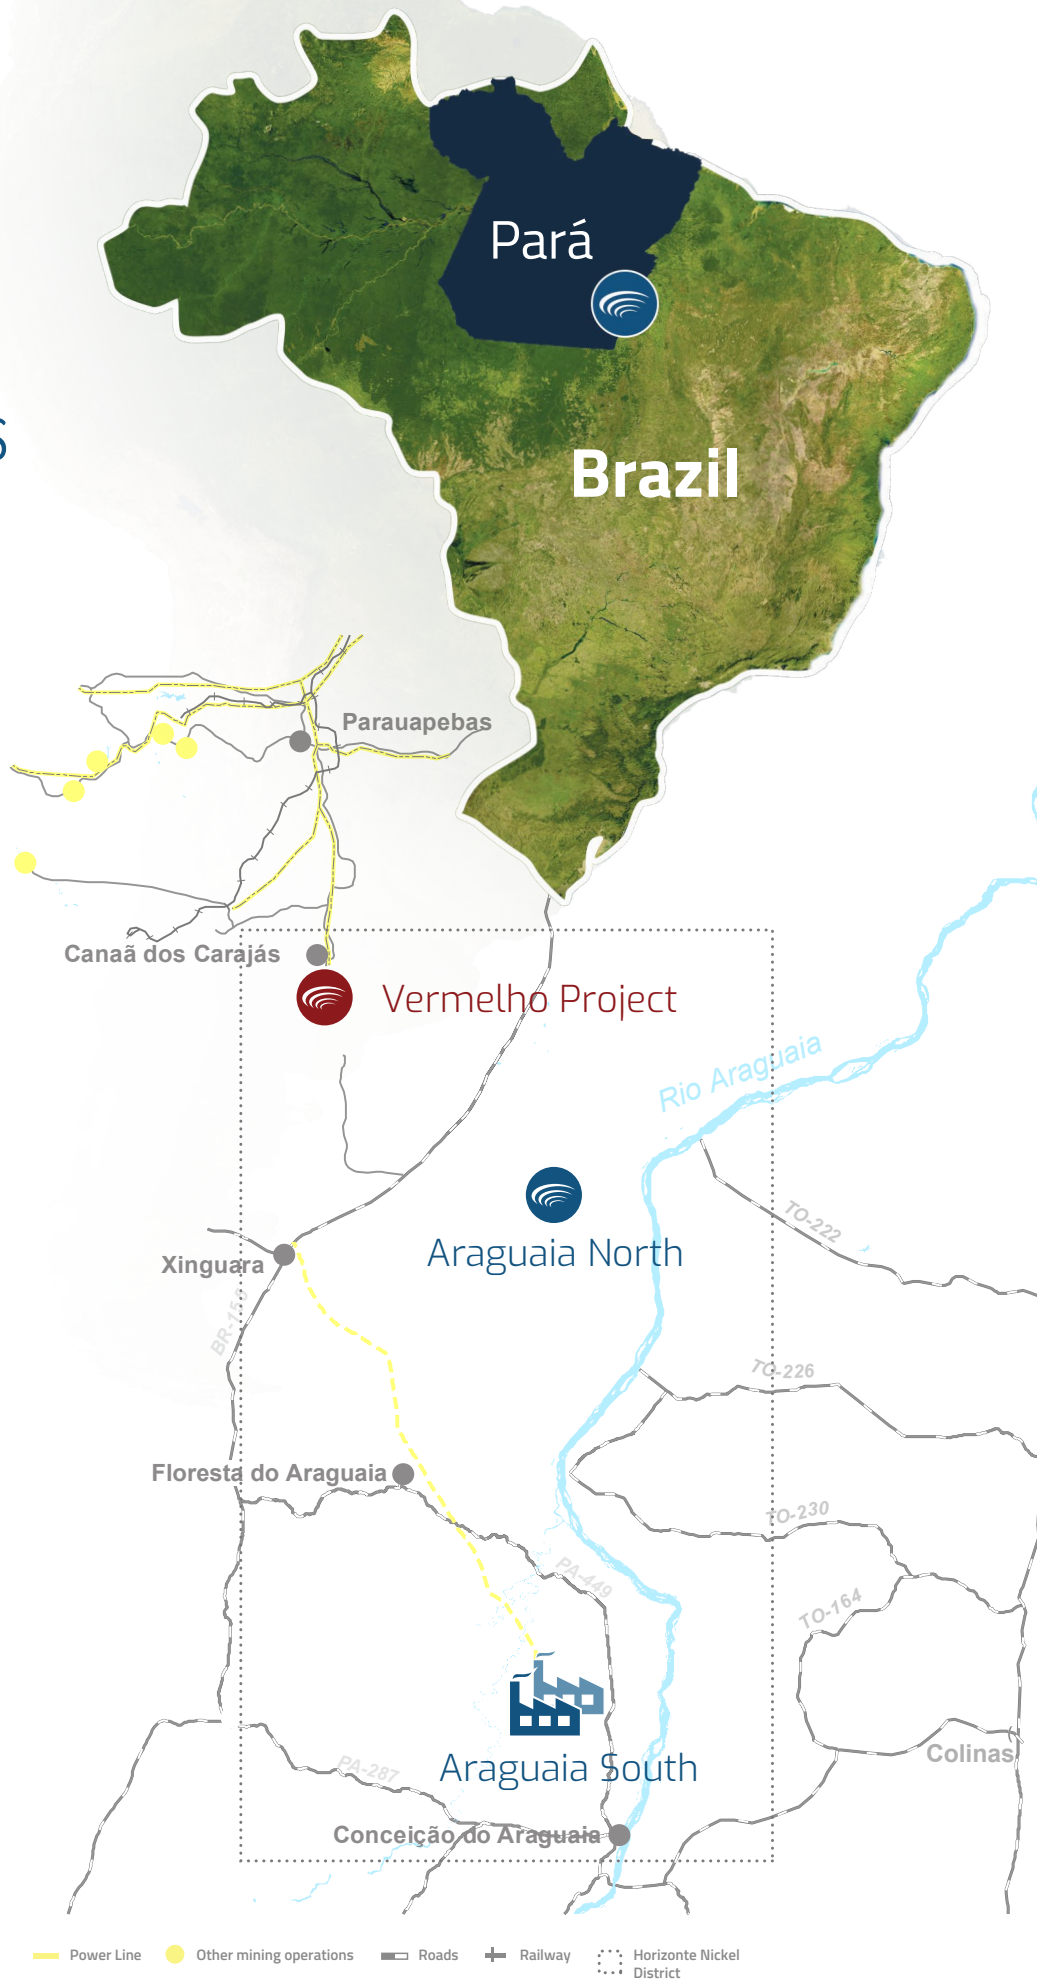 Pará
Brazil
s
Parauapebas
Canaã dos Carajás
Vermelho Project
Rio Araguaia
TO-222
Araguaia North
Xinguara
BR-155
TO-226
Floresta do Araguaia
TO-230
PA-449
TO-164
Colinas
Araguaia South
PA-287
Conceição do Araguaia
Power Line
Other mining operations
Roads
Railway
Horizonte Nickel
District